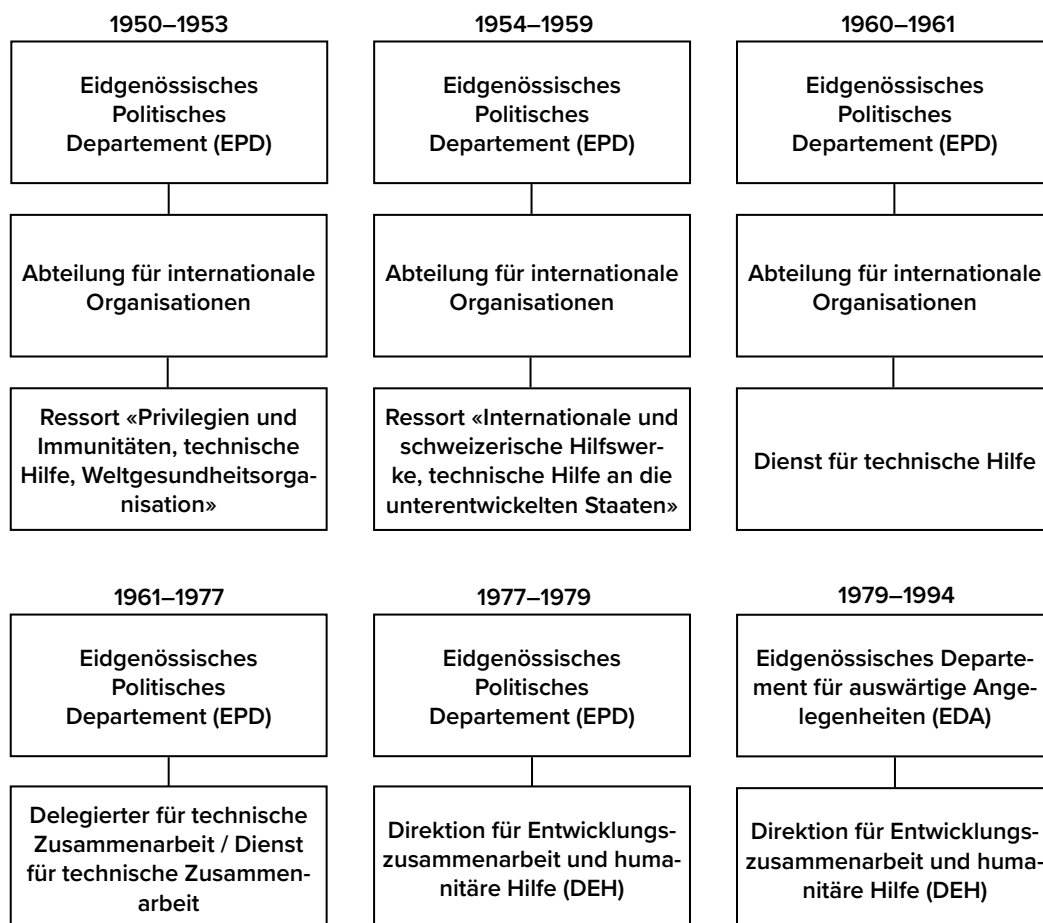 1950–1953
Eidgenössisches
Politisches
Departement (EPD)
Abteilung für internationale
Organisationen
Ressort «Privilegien und
Immunitäten, technische
Hilfe, Weltgesundheitsorga-
nisation»
1954–1959
Eidgenössisches
Politisches
Departement (EPD)
Abteilung für internationale
Organisationen
Ressort «Internationale und
schweizerische Hilfswer-
ke, technische Hilfe an die
unterentwickelten Staaten»
1960–1961
Eidgenössisches
Politisches
Departement (EPD)
Abteilung für internationale
Organisationen
Dienst für technische Hilfe
1961–1977
Eidgenössisches
Politisches
Departement (EPD)
Delegierter für technische
Zusammenarbeit / Dienst
für technische Zusammen-
arbeit
1977–1979
Eidgenössisches
Politisches
Departement (EPD)
Direktion für Entwicklungs-
zusammenarbeit und huma-
nitäre Hilfe (DEH)
1979–1994
Eidgenössisches Departe-
ment für auswärtige Ange-
legenheiten (EDA)
Direktion für Entwicklungs-
zusammenarbeit und huma-
nitäre Hilfe (DEH)